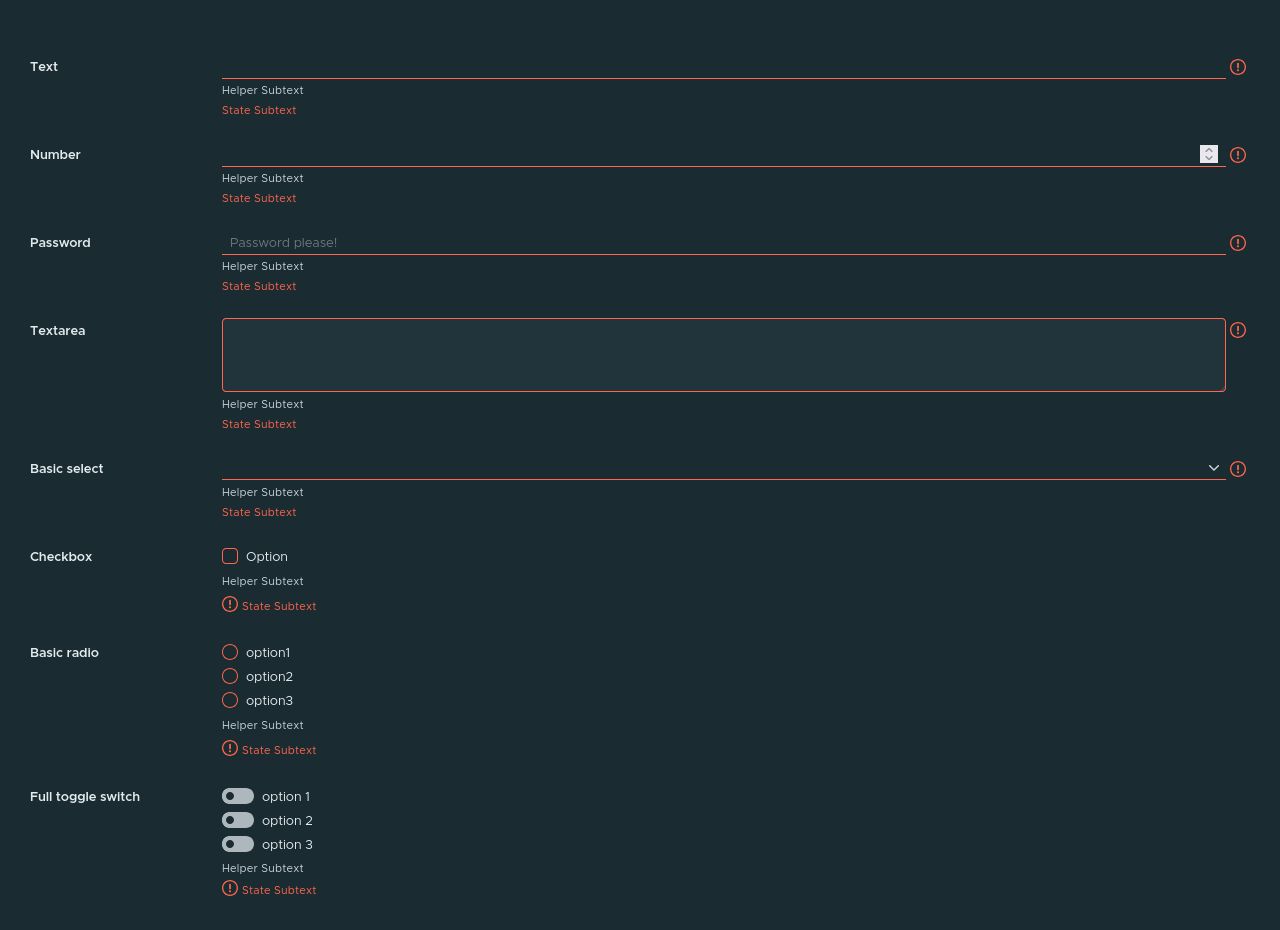 Text
Helper Subtext
State Subtext
Number
Helper Subtext
State Subtext
Password
Password please!
Helper Subtext
State Subtext
Textarea
Helper Subtext
State Subtext
Basic select
Helper Subtext
State Subtext
Checkbox
Option
Helper Subtext
State Subtext
Basic radio
option1
option2
option3
Helper Subtext
State Subtext
Full toggle switch
option 1
option 2
option 3
Helper Subtext
State Subtext